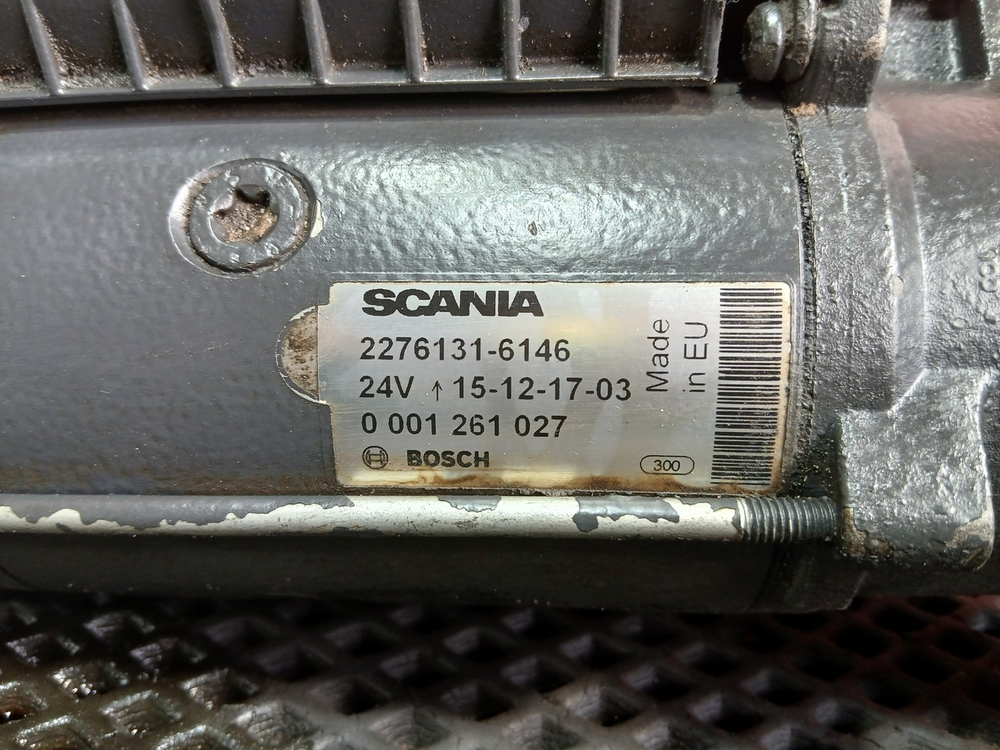 SCANIA
2276131-6146
24V ↑ 15-12-17-03
0 001 261 027
BOSCH
300
Made
in EU